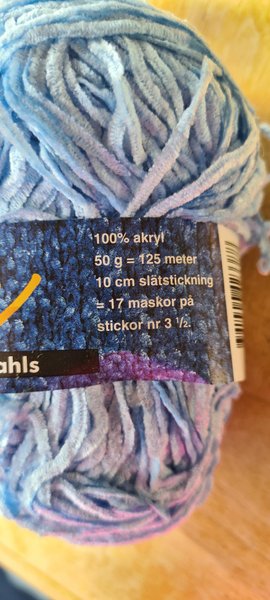 100% akryl
50 g = 125 meter
10 cm slätstickning
= 17 maskor på
stickor nr 3 ½.
ahls